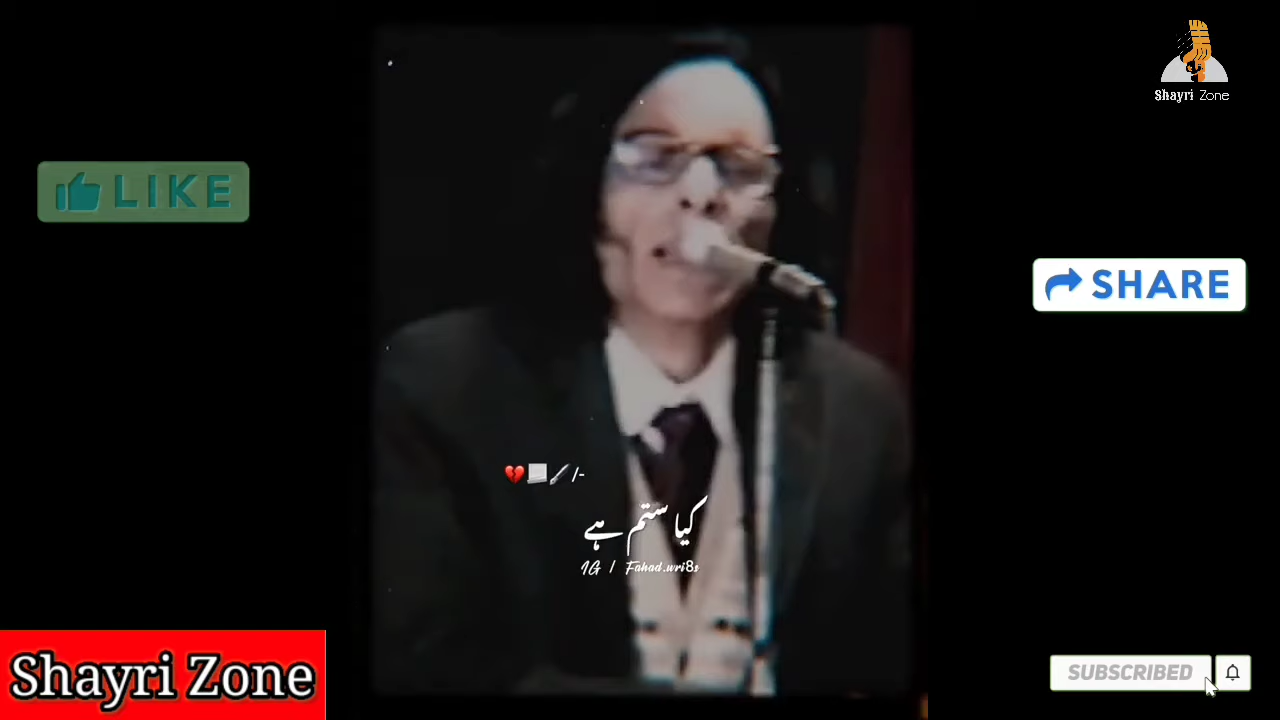 Shayri Zone
LIKE
SHARE
💔📃🖊️/-
کیا ستم ہے
IG / Fahad.wri8s
Shayri Zone
SUBSCRIBED